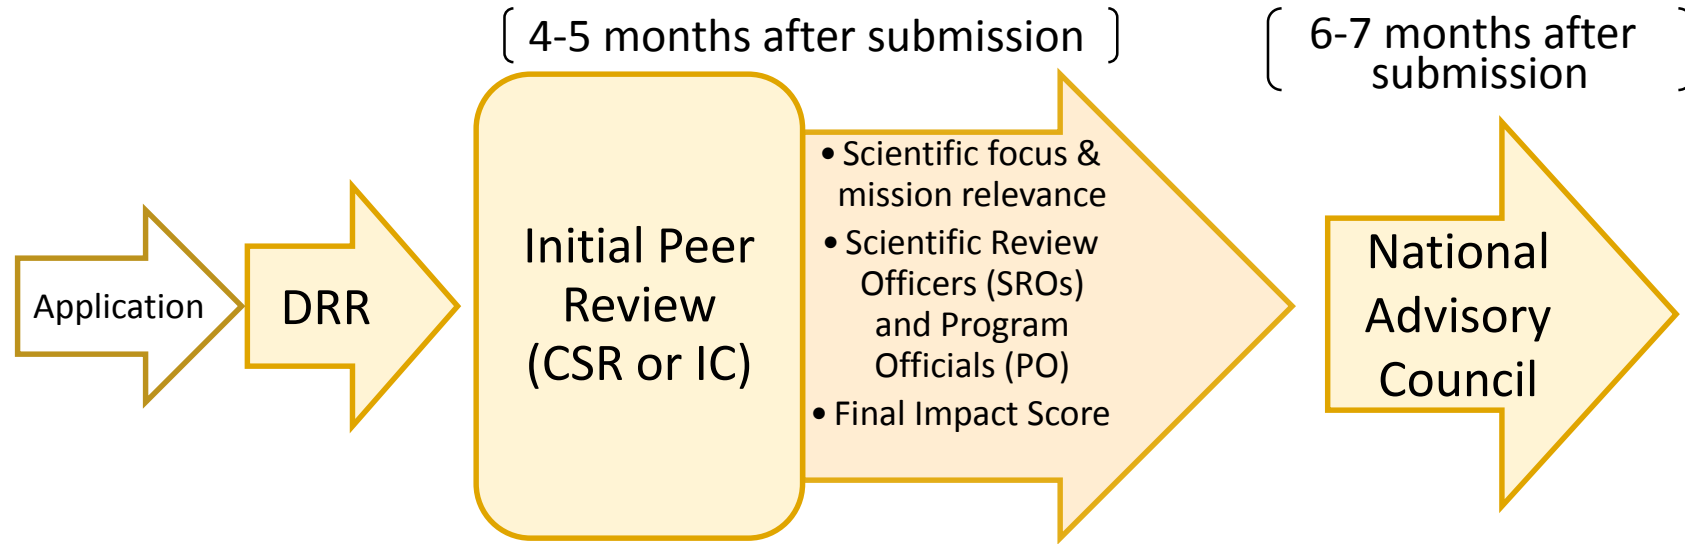 4-5 months after submission
6-7 months after
submission
Application
DRR
Initial Peer
Review
(CSR or IC)
• Scientific focus &
mission relevance
• Scientific Review
Officers (SROs)
and Program
Officials (PO)
• Final Impact Score
National
Advisory
Council